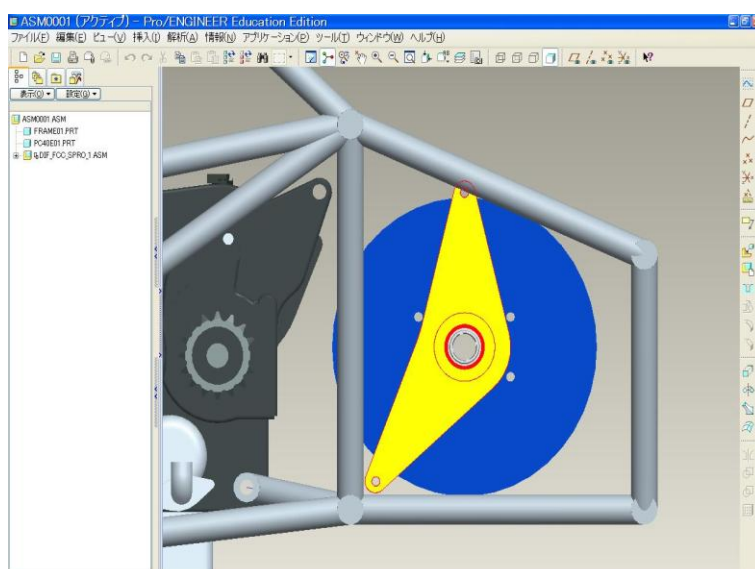 ASM0001 (アクティブ) - Pro/ENGINEER Education Edition
ファイル(F) 編集(E) ビュー(V) 挿入(I) 解析(A) 情報(N) アプリケーション(P) ツール(T) ウィンドウ(W) ヘルプ(H)
表示(O) 設定(G)
ASM0001.ASM
FRAME01.PRT
PC40E01.PRT
DIF_FCC_SPRO_1.ASM